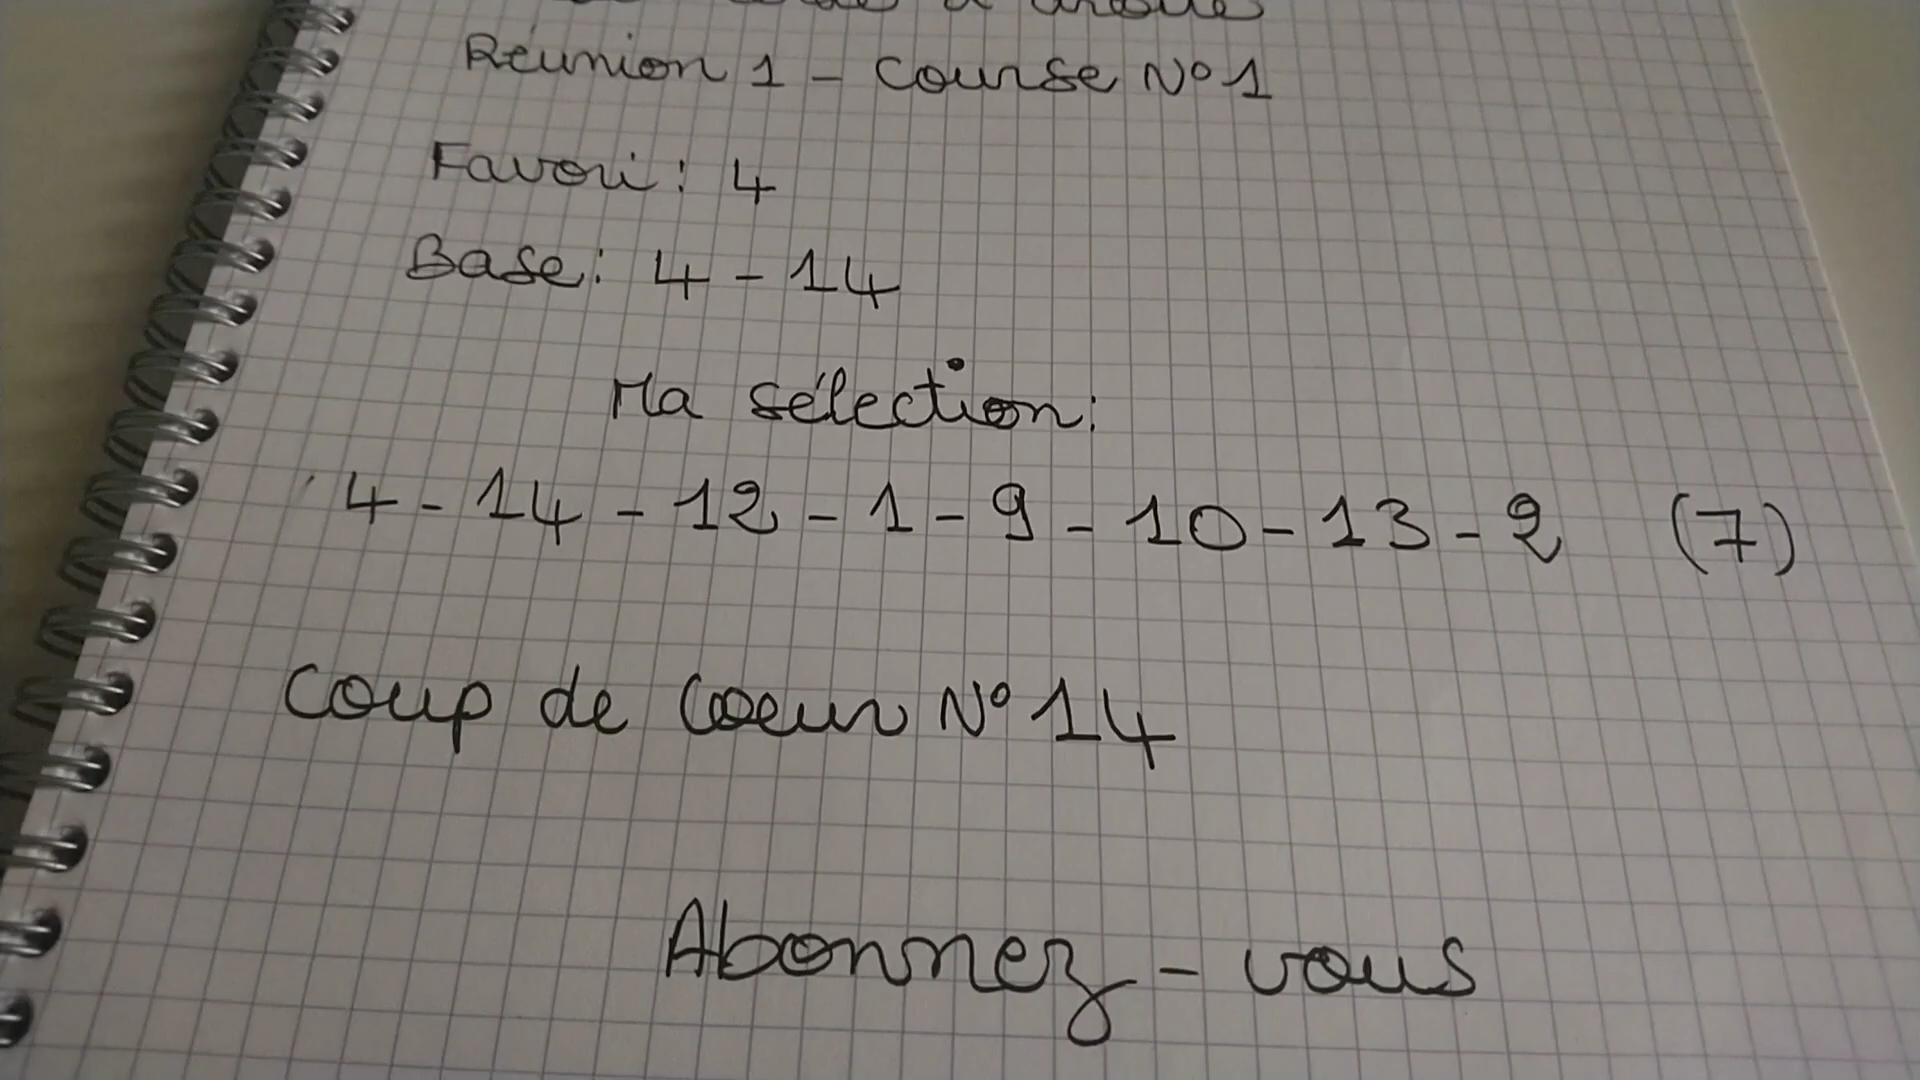 à droite
Réunion 1 - Course N° 1
Favori : 4
Base : 4 - 14
Ma sélection :
4 - 14 - 12 - 1 - 9 - 10 - 13 - 2 (7)
Coup de Coeur N° 14
Abonnez-vous